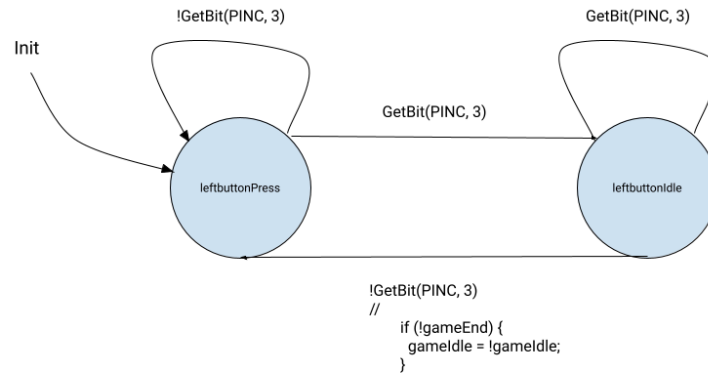 !GetBit(PINC, 3)
GetBit(PINC, 3)
Init
GetBit(PINC, 3)
leftbuttonPress
leftbuttonIdle
!GetBit(PINC, 3)
//
if (!gameEnd) {
gameIdle = !gameIdle;
}